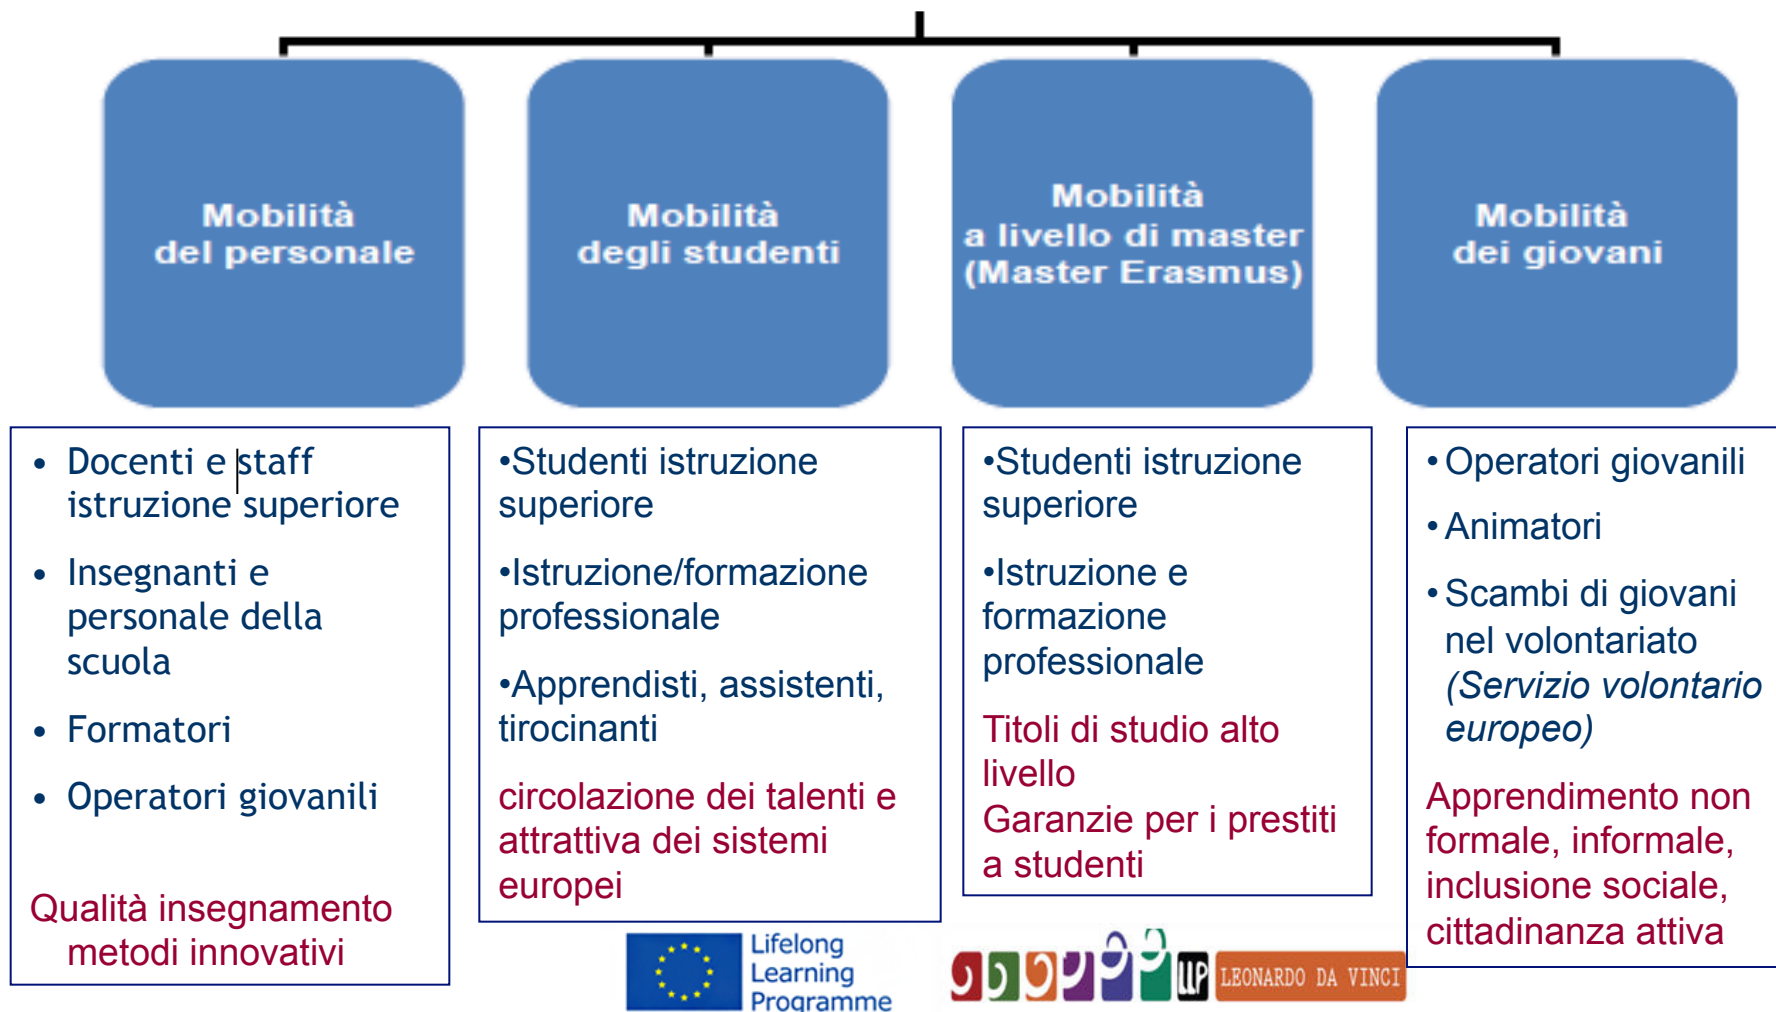 Mobilità
del personale
Mobilità
degli studenti
Mobilità
a livello di master
(Master Erasmus)
Mobilità
dei giovani
• Docenti e staff
istruzione superiore
• Insegnanti e
personale della
scuola
• Formatori
• Operatori giovanili
Qualità insegnamento
metodi innovativi
•Studenti istruzione
superiore
•Istruzione/formazione
professionale
•Apprendisti, assistenti,
tirocinanti
circolazione dei talenti e
attrattiva dei sistemi
europei
•Studenti istruzione
superiore
•Istruzione e
formazione
professionale
Titoli di studio alto
livello
Garanzie per i prestiti
a studenti
• Operatori giovanili
• Animatori
• Scambi di giovani
nel volontariato
(Servizio volontario
europeo)
Apprendimento non
formale, informale,
inclusione sociale,
cittadinanza attiva
Lifelong
Learning
Programme
LLP LEONARDO DA VINCI